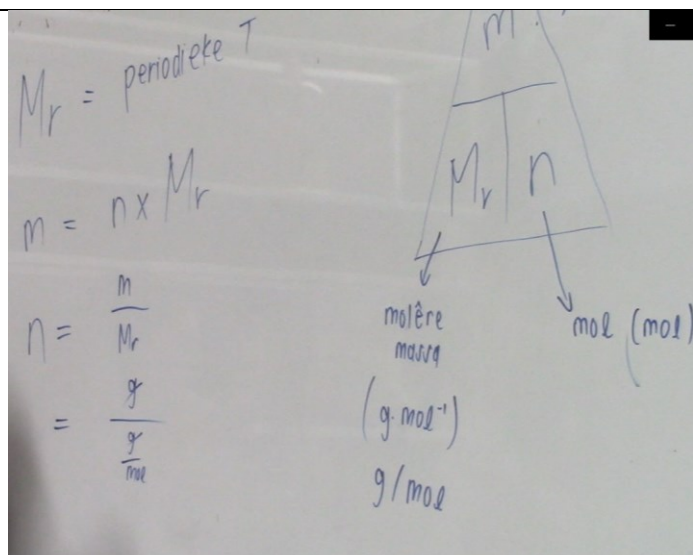 Mr = periodieke T
m = n x Mr
n = m / Mr
= g / g/mol
m
Mr n
molêre
massa
(g·mol⁻¹)
g/mol
mol (mol)